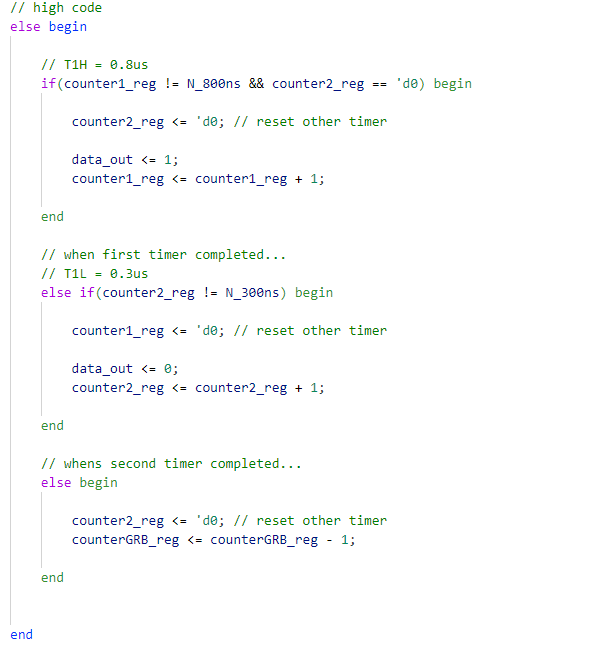 // high code
else begin
// T1H = 0.8us
if(counter1_reg != N_800ns && counter2_reg == 'd0) begin
counter2_reg <= 'd0; // reset other timer
data_out <= 1;
counter1_reg <= counter1_reg + 1;
end
// when first timer completed...
// T1L = 0.3us
else if(counter2_reg != N_300ns) begin
counter1_reg <= 'd0; // reset other timer
data_out <= 0;
counter2_reg <= counter2_reg + 1;
end
// whens second timer completed...
else begin
counter2_reg <= 'd0; // reset other timer
counterGRB_reg <= counterGRB_reg - 1;
end
end